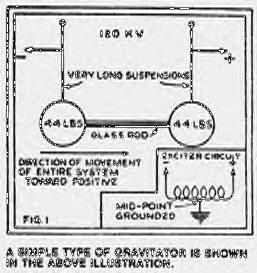 120 KV
VERY LONG SUSPENSIONS
44 LBS 44 LBS
GLASS ROD
DIRECTION OF MOVEMENT
OF ENTIRE SYSTEM
TOWARD POSITIVE
EXCITER CIRCUIT
MID-POINT
GROUNDED
FIG. 1
A SIMPLE TYPE OF GRAVITATOR IS SHOWN
IN THE ABOVE ILLUSTRATION.